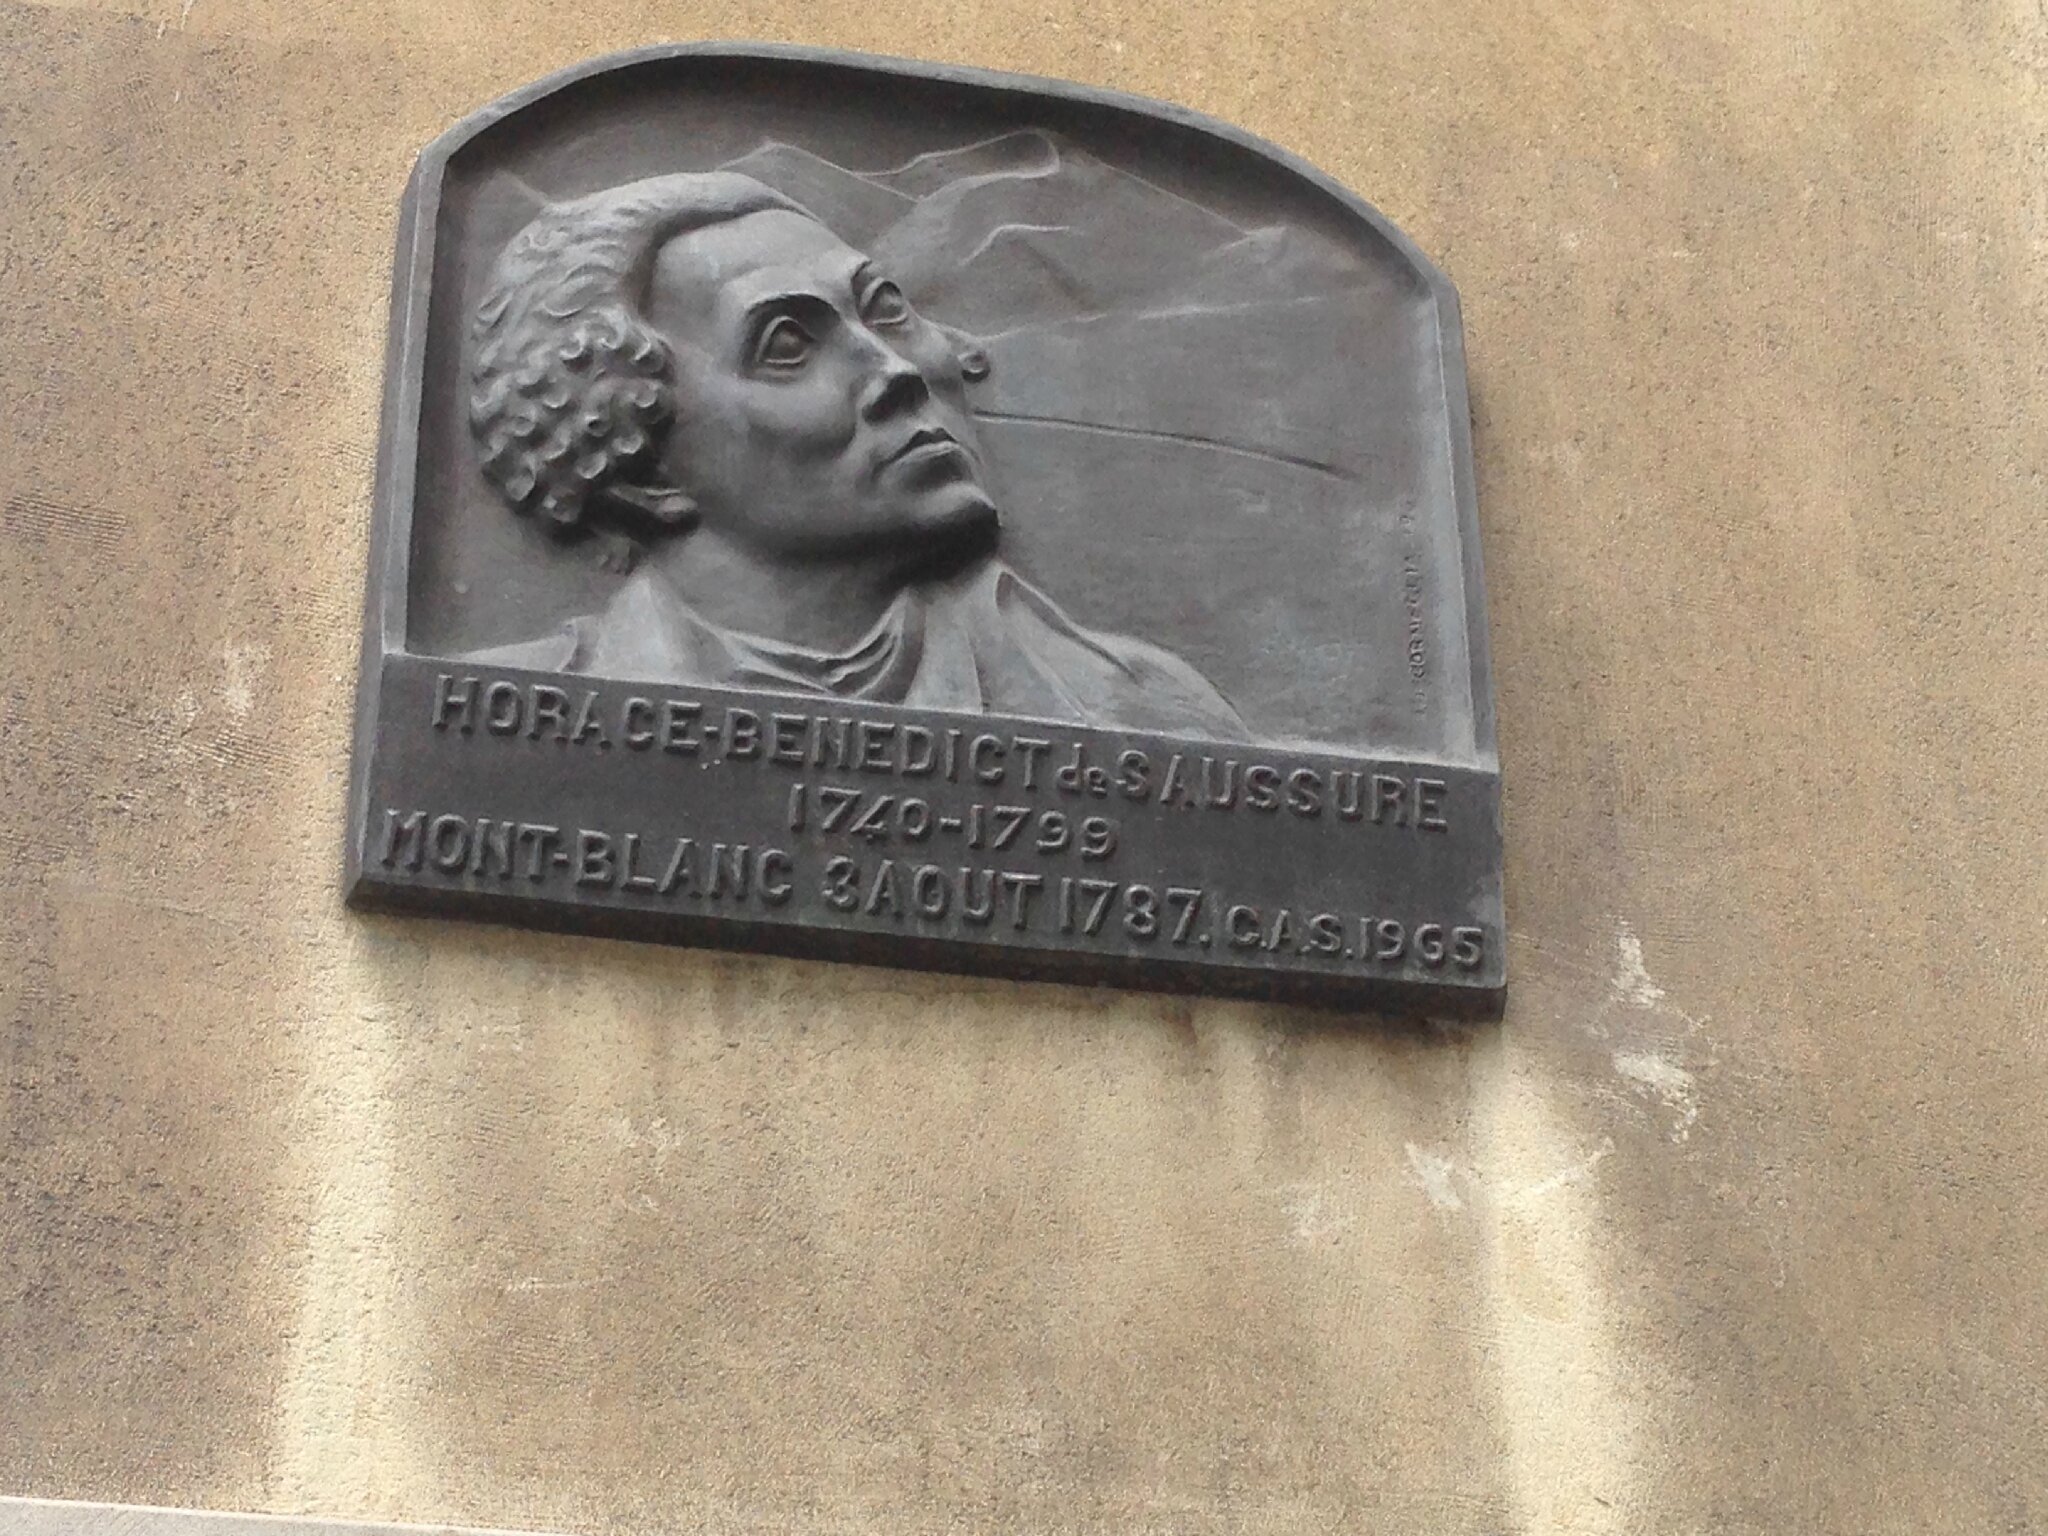 HORACE-BENEDICT de SAUSSURE
1740-1799
MONT-BLANC 3 AOUT 1787. C.A.S. 1965